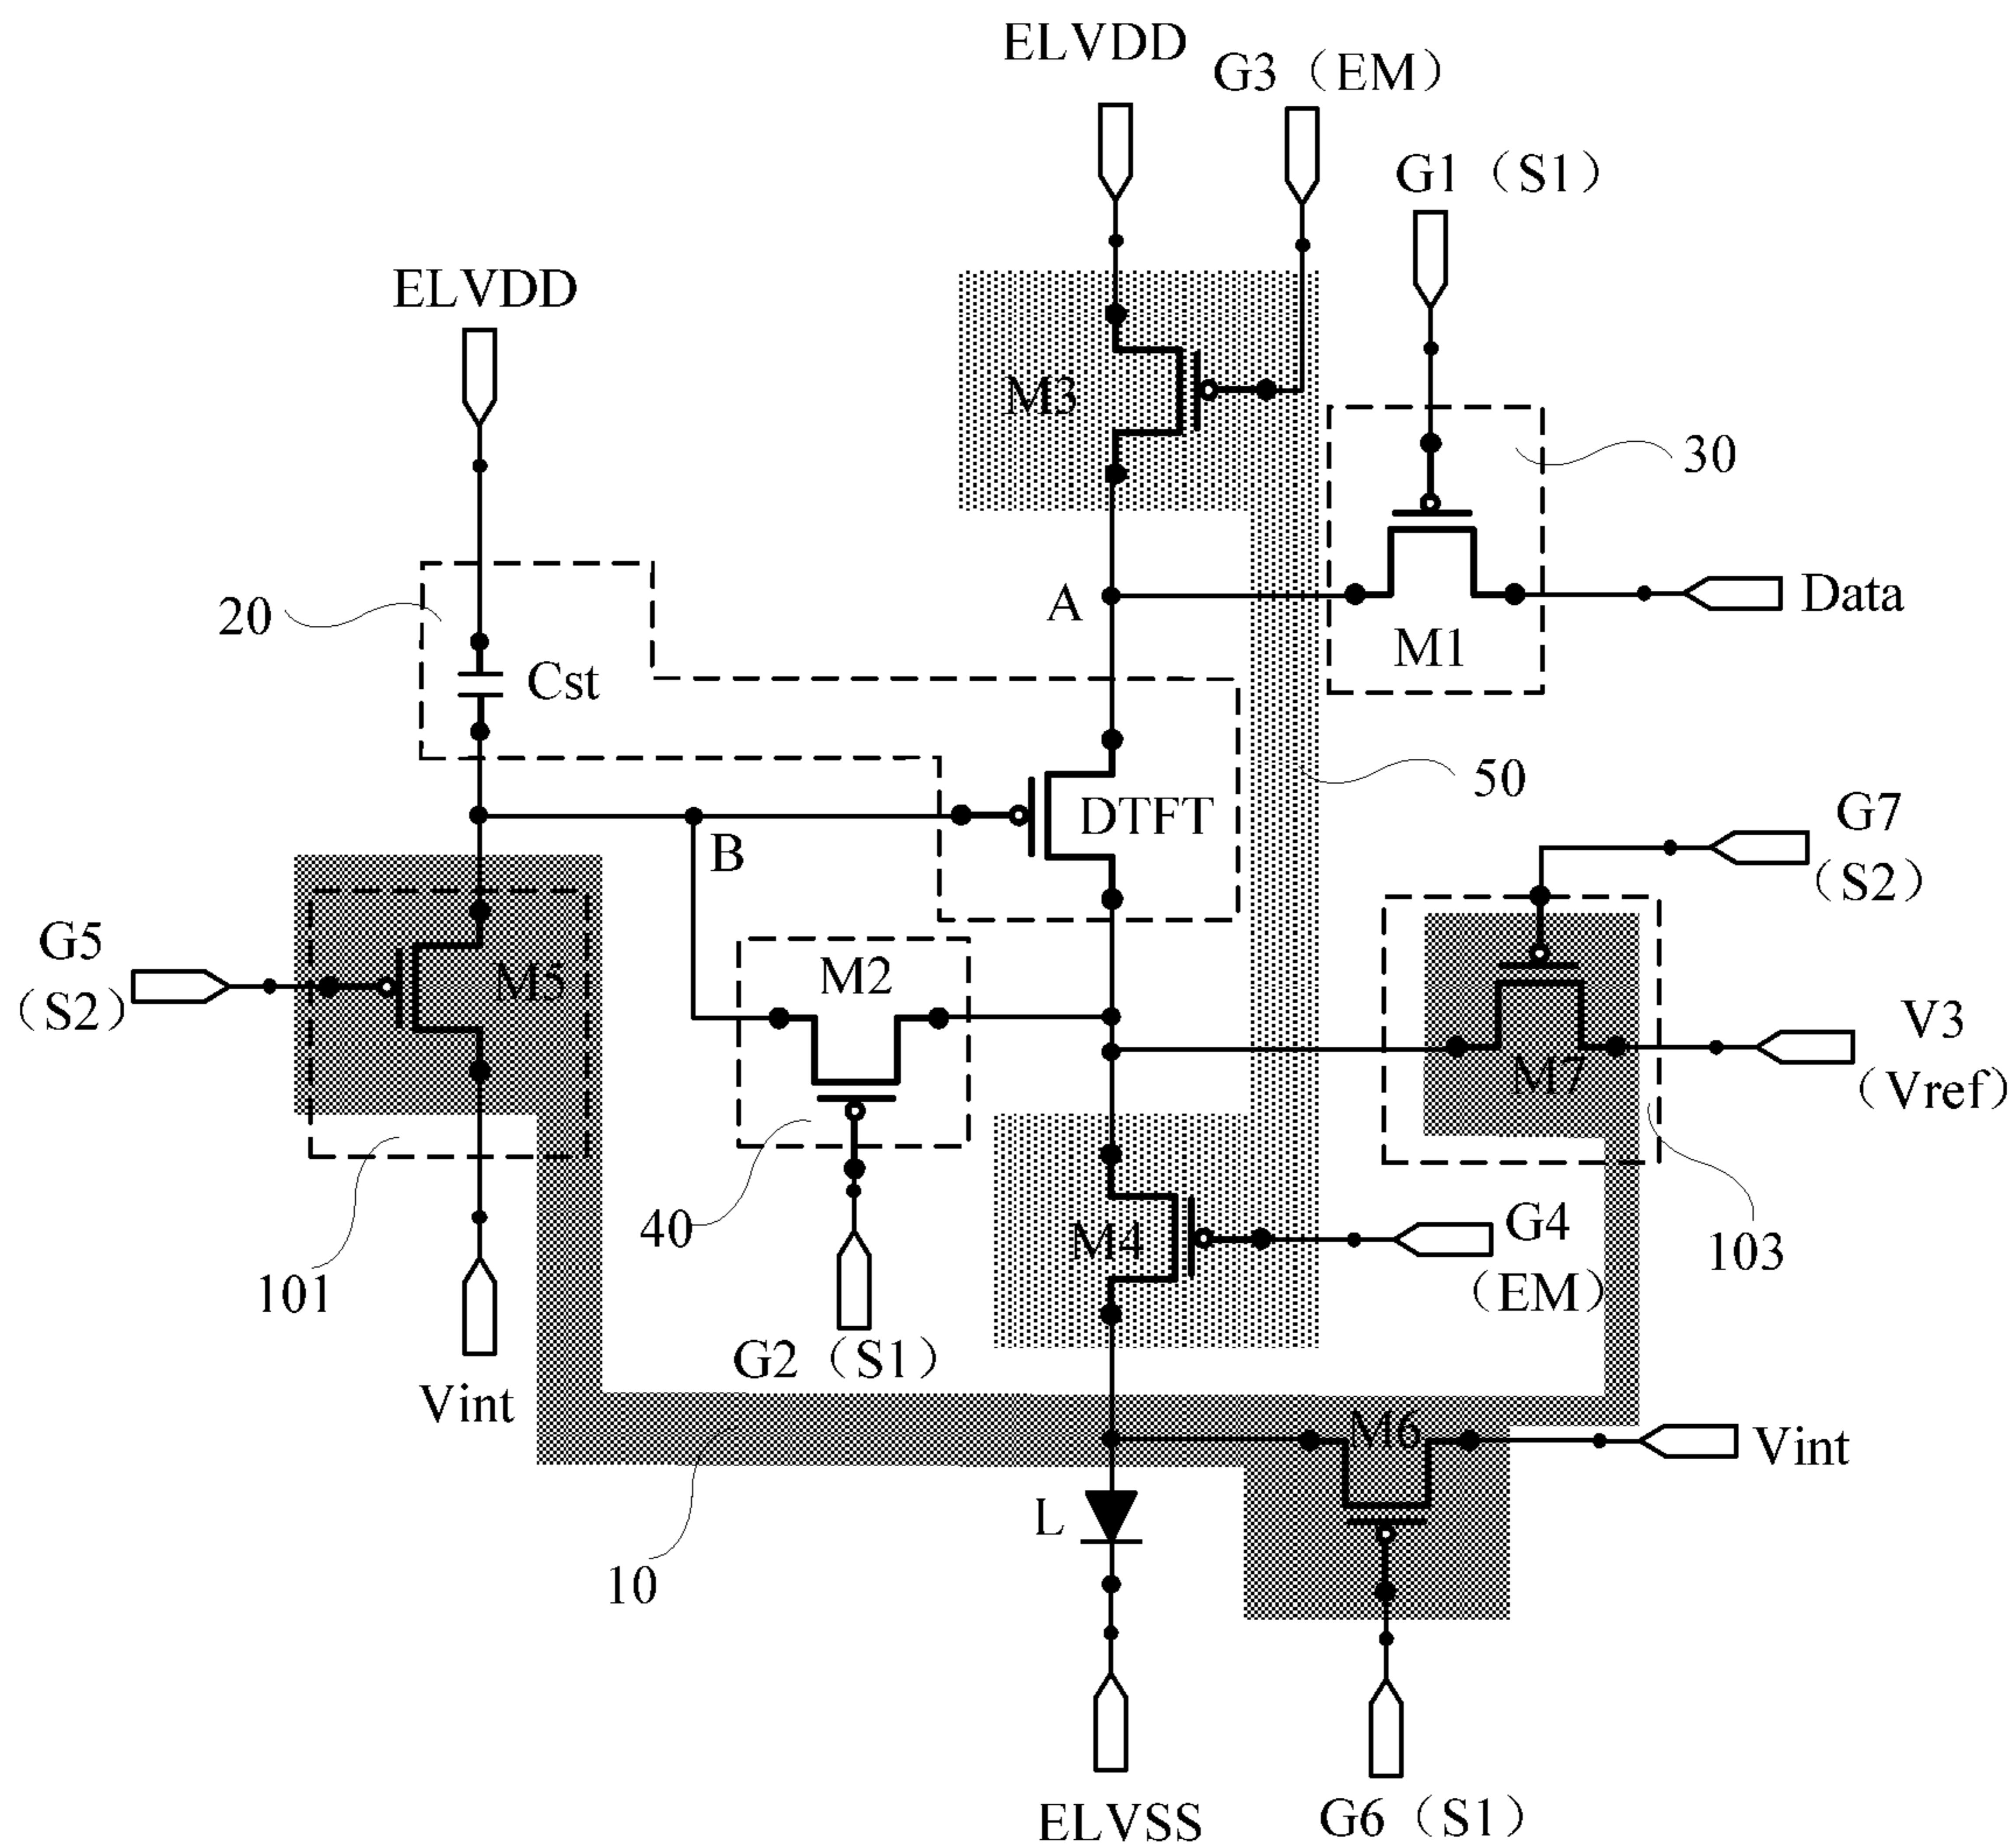 ELVDD
G3（EM）
G1（S1）
ELVDD
M3
30
20
A
Data
M1
Cst
50
DTFT
G7
（S2）
B
G5
（S2）
M5
M2
V3
（Vref）
M7
40
M4
G4
（EM）
103
101
G2（S1）
Vint
M6
Vint
L
10
ELVSS
G6（S1）